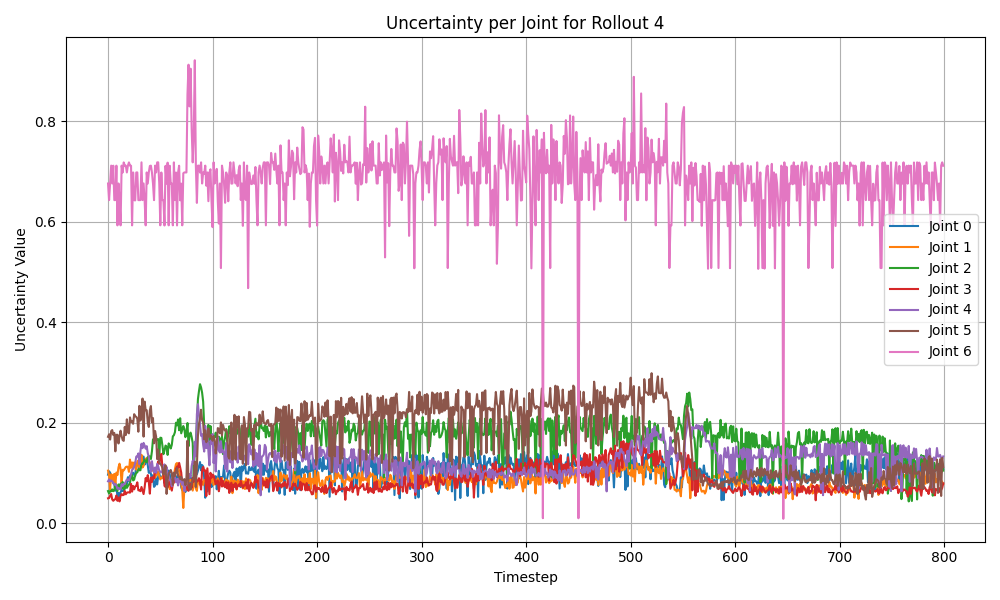 Uncertainty per Joint for Rollout 4
Uncertainty Value
0.8
0.6
0.4
0.2
0.0
Joint 0
Joint 1
Joint 2
Joint 3
Joint 4
Joint 5
Joint 6
0 100 200 300 400 500 600 700 800
Timestep